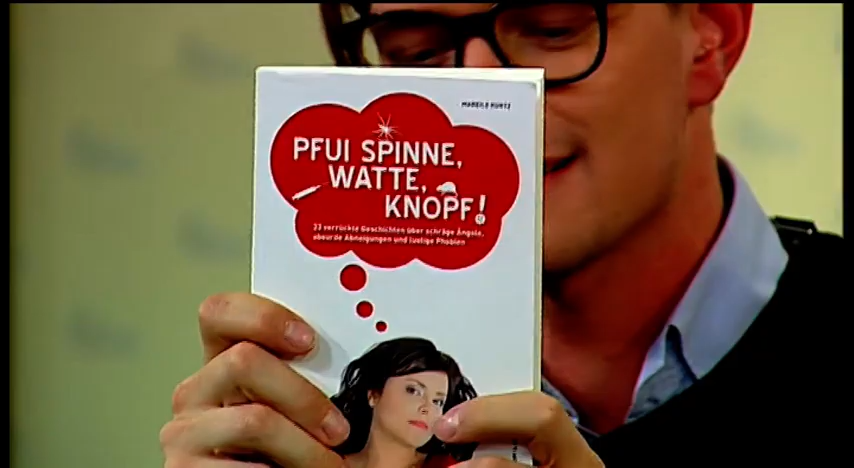 MAREILE KURTZ
PFUI SPINNE,
WATTE,
KNOPF!
33 verrückte Geschichten über schräge Ängste,
absurde Abneigungen und lustige Phobien